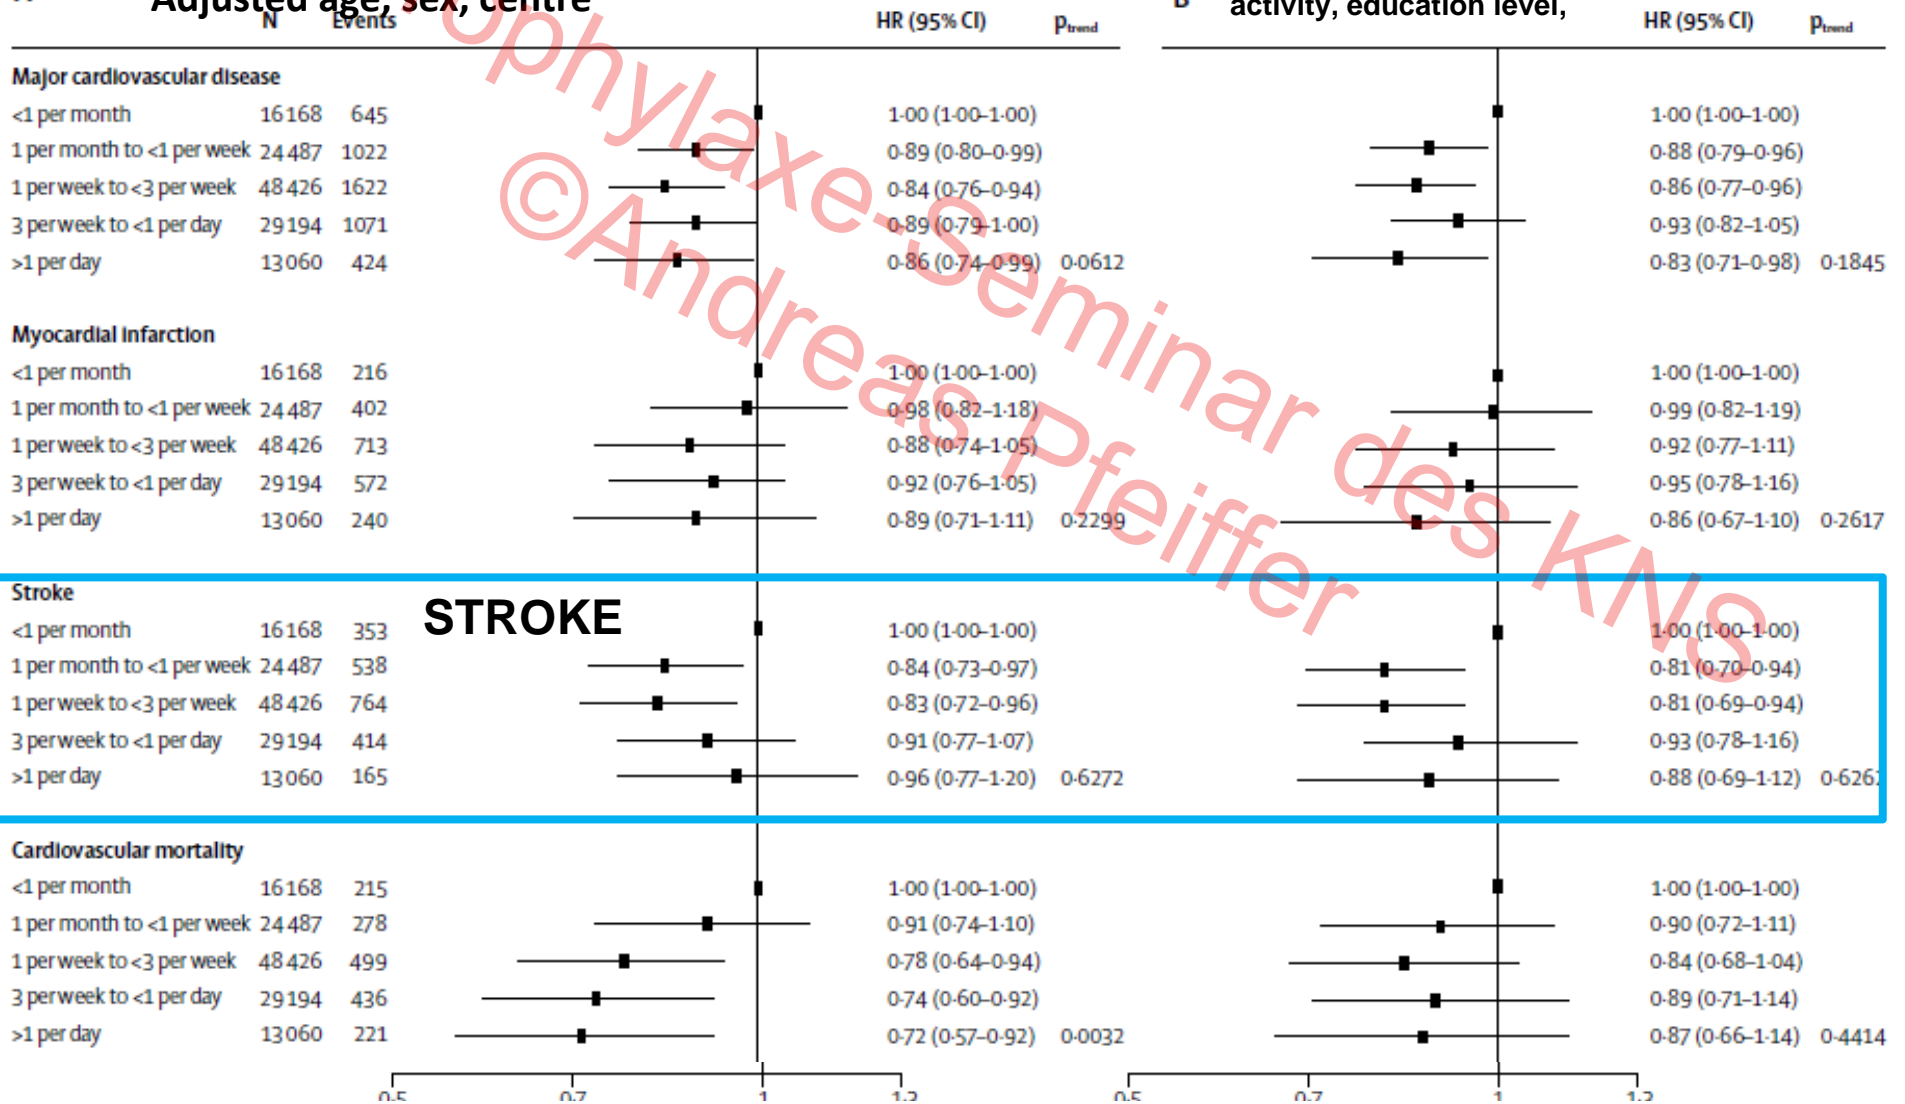 Adjusted age, sex, centre
activity, education level,
N Events HR (95% CI) Ptrend HR (95% CI) Ptrend
Major cardiovascular disease
<1 per month 16168 645 1·00 (1·00–1·00) 1·00 (1·00–1·00)
1 per month to <1 per week 24487 1022 0·89 (0·80–0·99) 0·88 (0·79–0·96)
1 per week to <3 per week 48426 1622 0·84 (0·76–0·94) 0·86 (0·77–0·96)
3 per week to <1 per day 29194 1071 0·89 (0·79–1·00) 0·93 (0·82–1·05)
>1 per day 13060 424 0·86 (0·74–0·99) 0·0612 0·83 (0·71–0·98) 0·1845
Myocardial infarction
<1 per month 16168 216 1·00 (1·00–1·00) 1·00 (1·00–1·00)
1 per month to <1 per week 24487 402 0·98 (0·82–1·18) 0·99 (0·82–1·19)
1 per week to <3 per week 48426 713 0·88 (0·74–1·05) 0·92 (0·77–1·11)
3 per week to <1 per day 29194 572 0·92 (0·76–1·05) 0·95 (0·78–1·16)
>1 per day 13060 240 0·89 (0·71–1·11) 0·2299 0·86 (0·67–1·10) 0·2617
Stroke
STROKE
<1 per month 16168 353 1·00 (1·00–1·00) 1·00 (1·00–1·00)
1 per month to <1 per week 24487 538 0·84 (0·73–0·97) 0·81 (0·70–0·94)
1 per week to <3 per week 48426 764 0·83 (0·72–0·96) 0·81 (0·69–0·94)
3 per week to <1 per day 29194 414 0·91 (0·77–1·07) 0·93 (0·78–1·16)
>1 per day 13060 165 0·96 (0·77–1·20) 0·6272 0·88 (0·69–1·12) 0·626
Cardiovascular mortality
<1 per month 16168 215 1·00 (1·00–1·00) 1·00 (1·00–1·00)
1 per month to <1 per week 24487 278 0·91 (0·74–1·10) 0·90 (0·72–1·11)
1 per week to <3 per week 48426 499 0·78 (0·64–0·94) 0·84 (0·68–1·04)
3 per week to <1 per day 29194 436 0·74 (0·60–0·92) 0·89 (0·71–1·14)
>1 per day 13060 221 0·72 (0·57–0·92) 0·0032 0·87 (0·66–1·14) 0·4414
0·5 0·7 1 1·3 0·5 0·7 1 1·3
ophylaxe-Seminar des KNS
©Andreas Pfeiffer